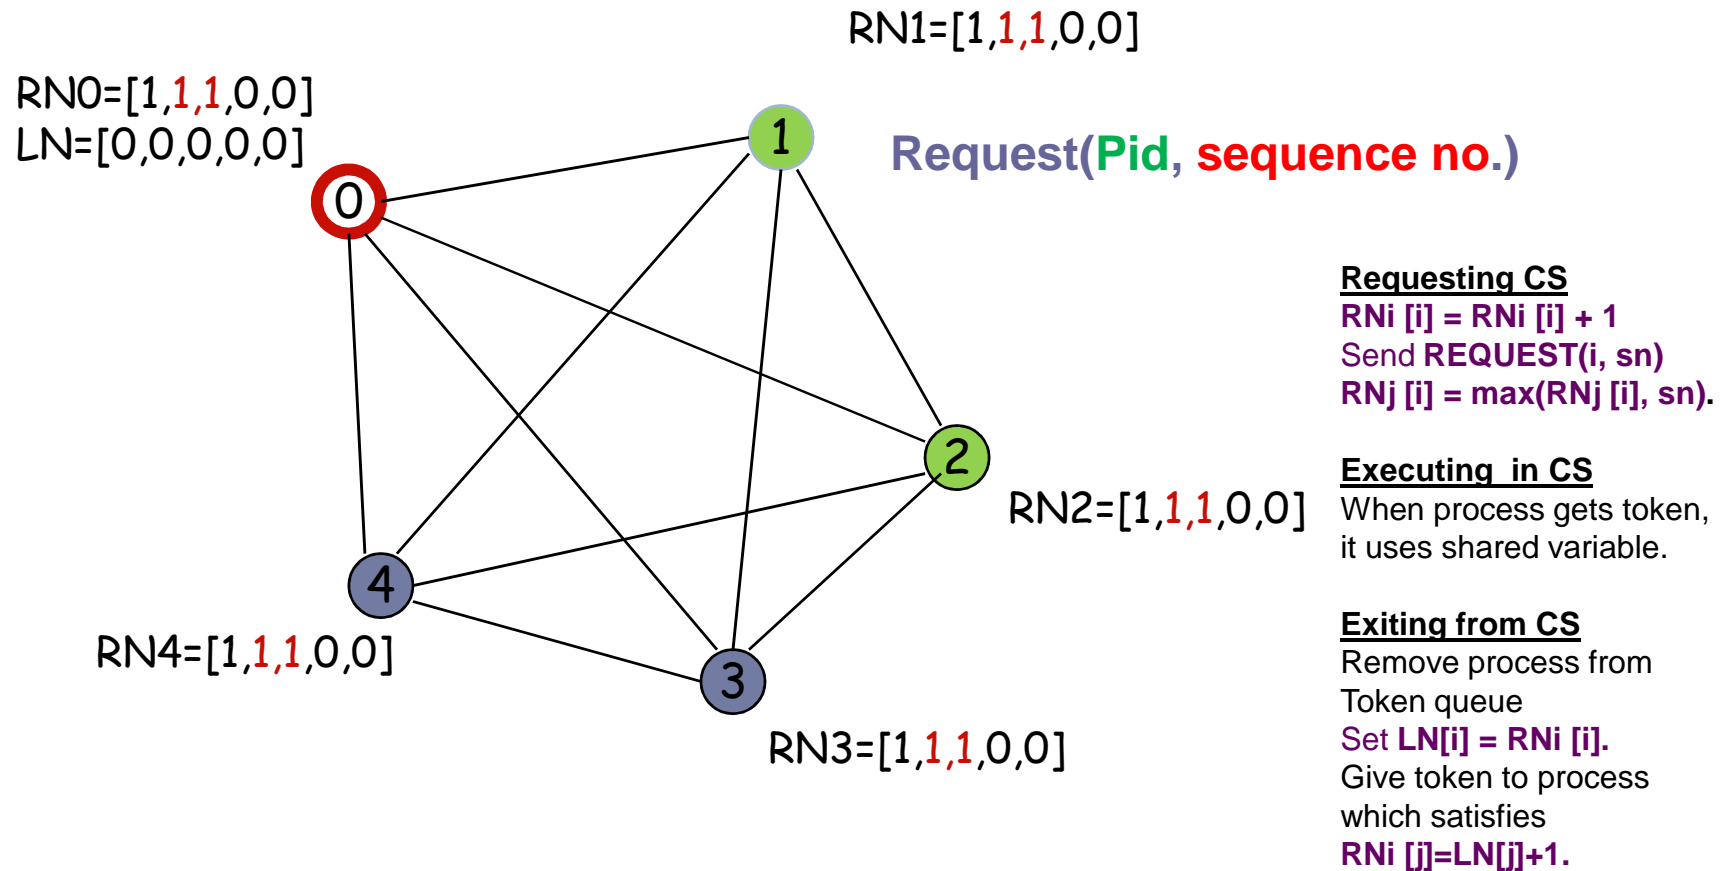 RN1=[1,1,1,0,0]
RN0=[1,1,1,0,0]
LN=[0,0,0,0,0]
1
Request(Pid, sequence no.)
0
Requesting CS
RNi [i] = RNi [i] + 1
Send REQUEST(i, sn)
RNj [i] = max(RNj [i], sn).
2
RN2=[1,1,1,0,0]
Executing in CS
When process gets token,
it uses shared variable.
4
RN4=[1,1,1,0,0]
3
RN3=[1,1,1,0,0]
Exiting from CS
Remove process from
Token queue
Set LN[i] = RNi [i].
Give token to process
which satisfies
RNi [j]=LN[j]+1.